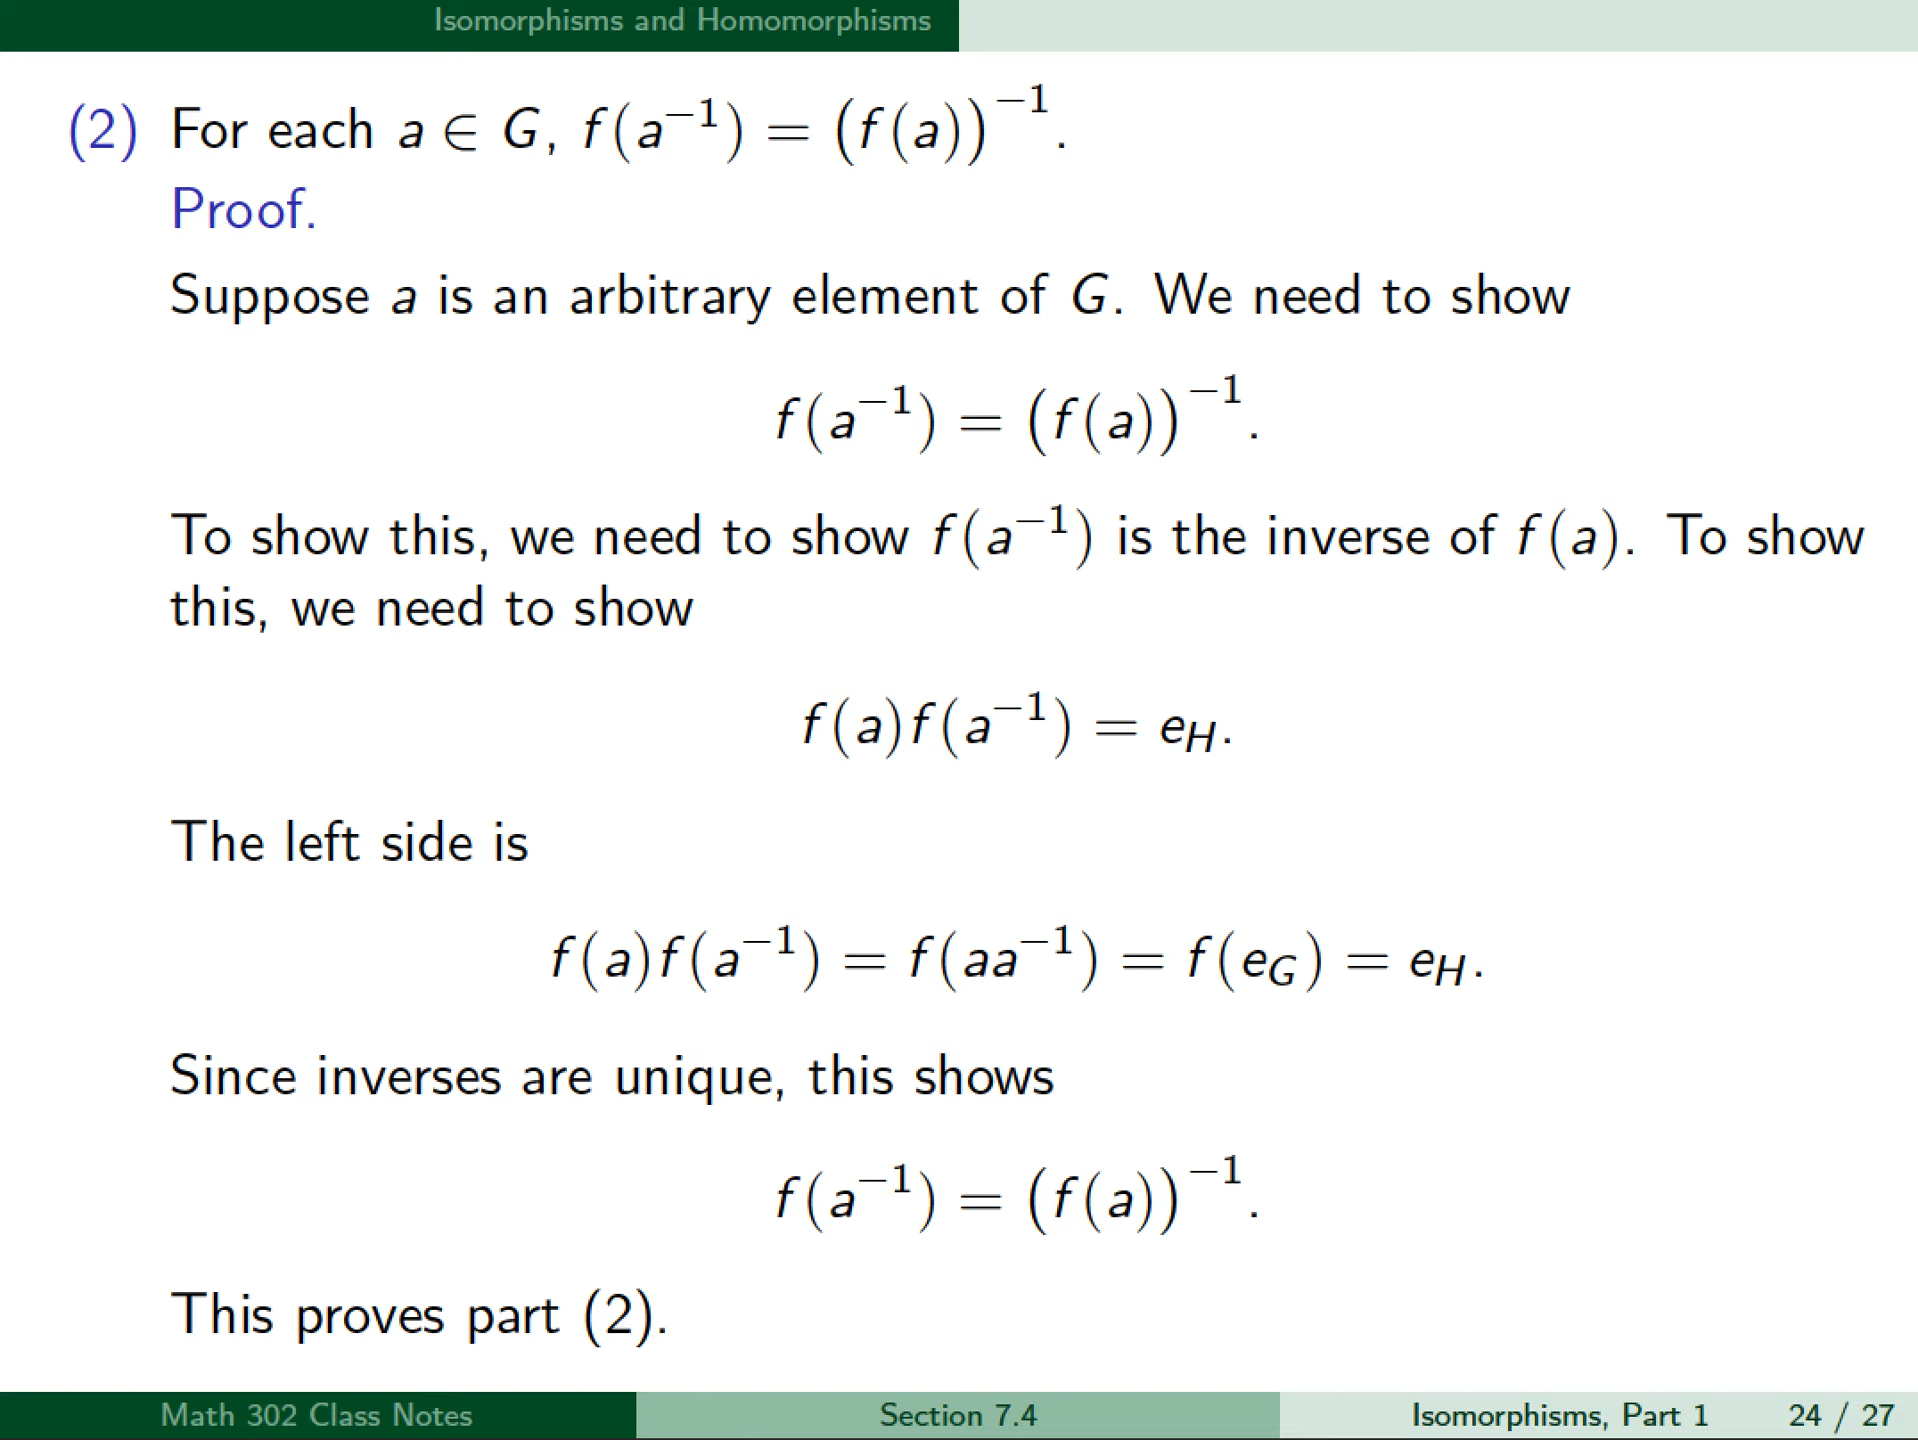 Isomorphisms and Homomorphisms
(2) For each a ∈ G, f(a⁻¹) = (f(a))⁻¹.
Proof.
Suppose a is an arbitrary element of G. We need to show
f(a⁻¹) = (f(a))⁻¹.
To show this, we need to show f(a⁻¹) is the inverse of f(a). To show
this, we need to show
f(a)f(a⁻¹) = e_H.
The left side is
f(a)f(a⁻¹) = f(aa⁻¹) = f(e_G) = e_H.
Since inverses are unique, this shows
f(a⁻¹) = (f(a))⁻¹.
This proves part (2).
Math 302 Class Notes Section 7.4 Isomorphisms, Part 1 24 / 27